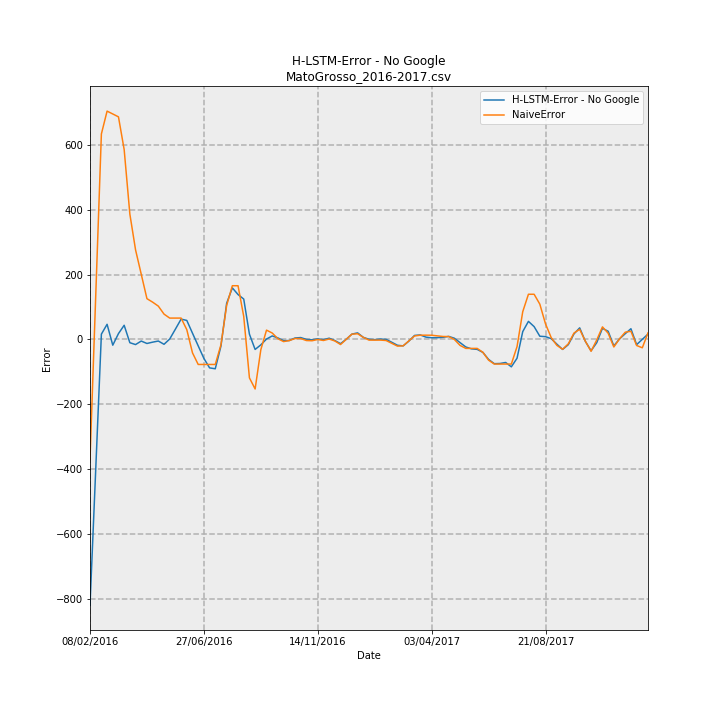 H-LSTM-Error - No Google
MatoGrosso_2016-2017.csv
H-LSTM-Error - No Google
NaiveError
Error
600
400
200
0
−200
−400
−600
−800
08/02/2016
27/06/2016
14/11/2016
03/04/2017
21/08/2017
Date